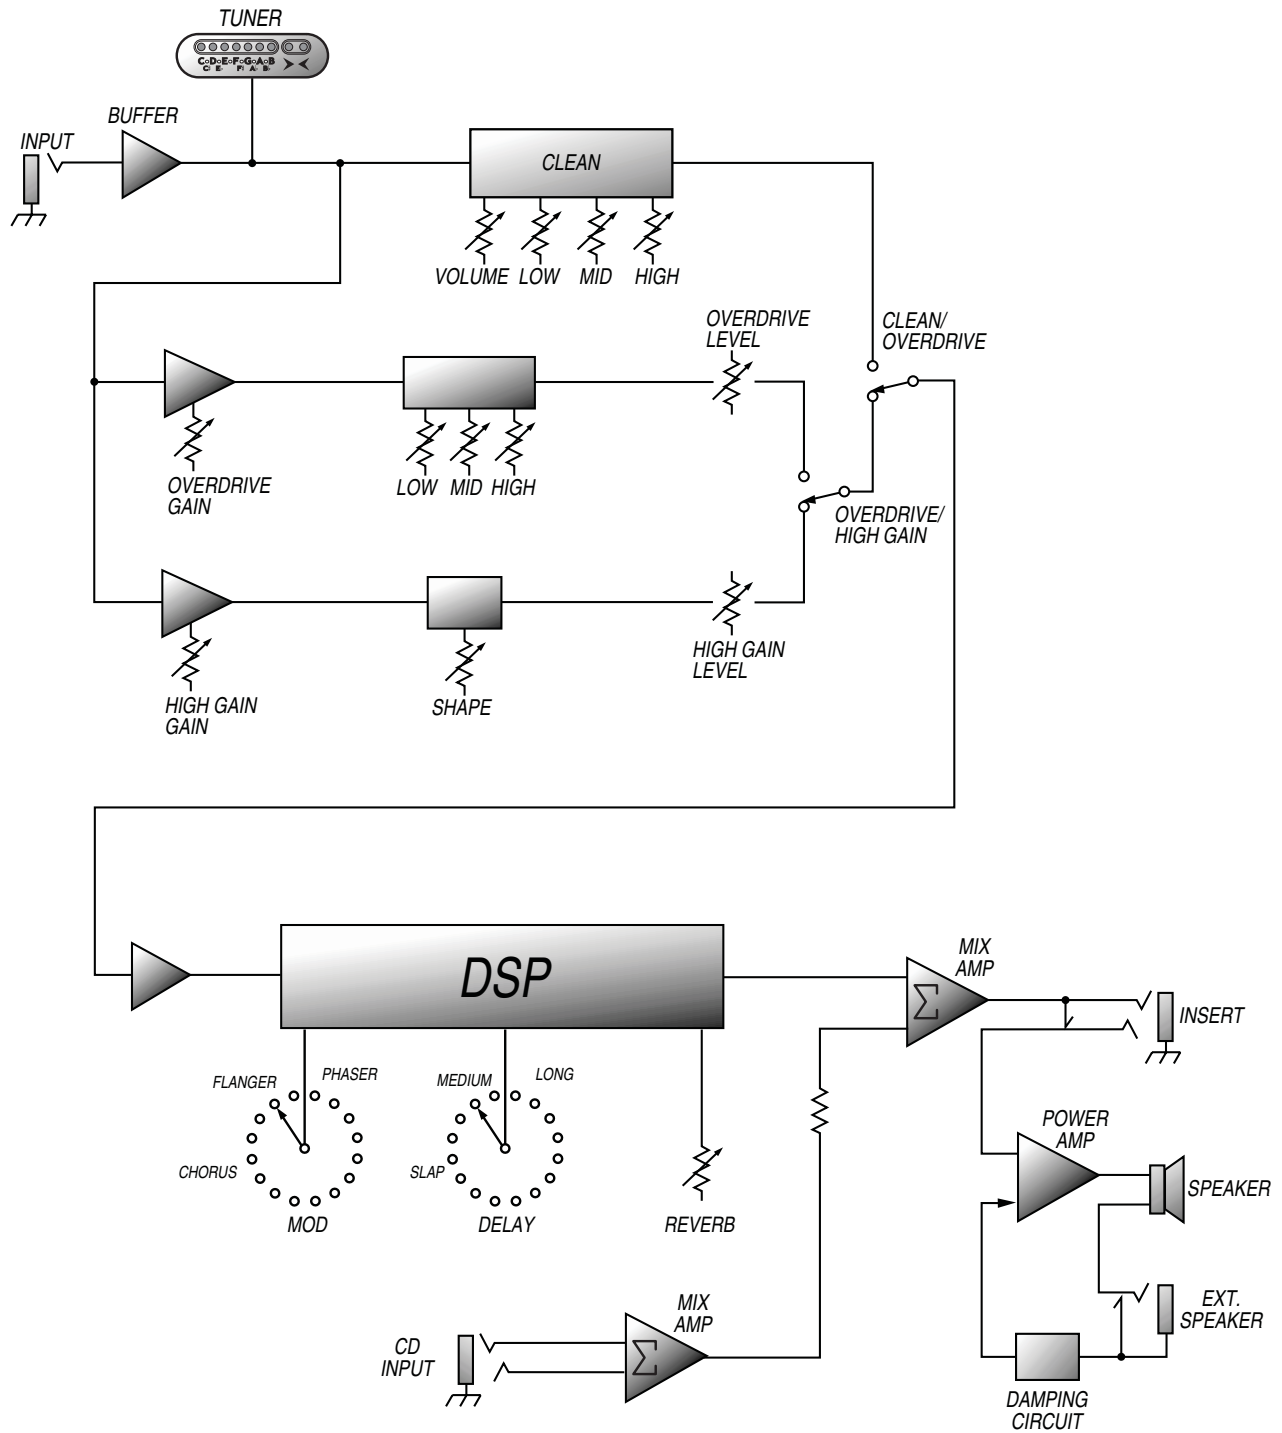 TUNER
C◦D◦E◦F◦G◦A◦B
BUFFER
INPUT
CLEAN
VOLUME LOW MID HIGH
OVERDRIVE
LEVEL
CLEAN/
OVERDRIVE
LOW MID HIGH
OVERDRIVE
GAIN
OVERDRIVE/
HIGH GAIN
HIGH GAIN
LEVEL
HIGH GAIN
GAIN
SHAPE
DSP
MIX
AMP
Σ
INSERT
FLANGER
PHASER
CHORUS
MOD
MEDIUM
LONG
SLAP
DELAY
REVERB
POWER
AMP
SPEAKER
MIX
AMP
Σ
CD
INPUT
EXT.
SPEAKER
DAMPING
CIRCUIT